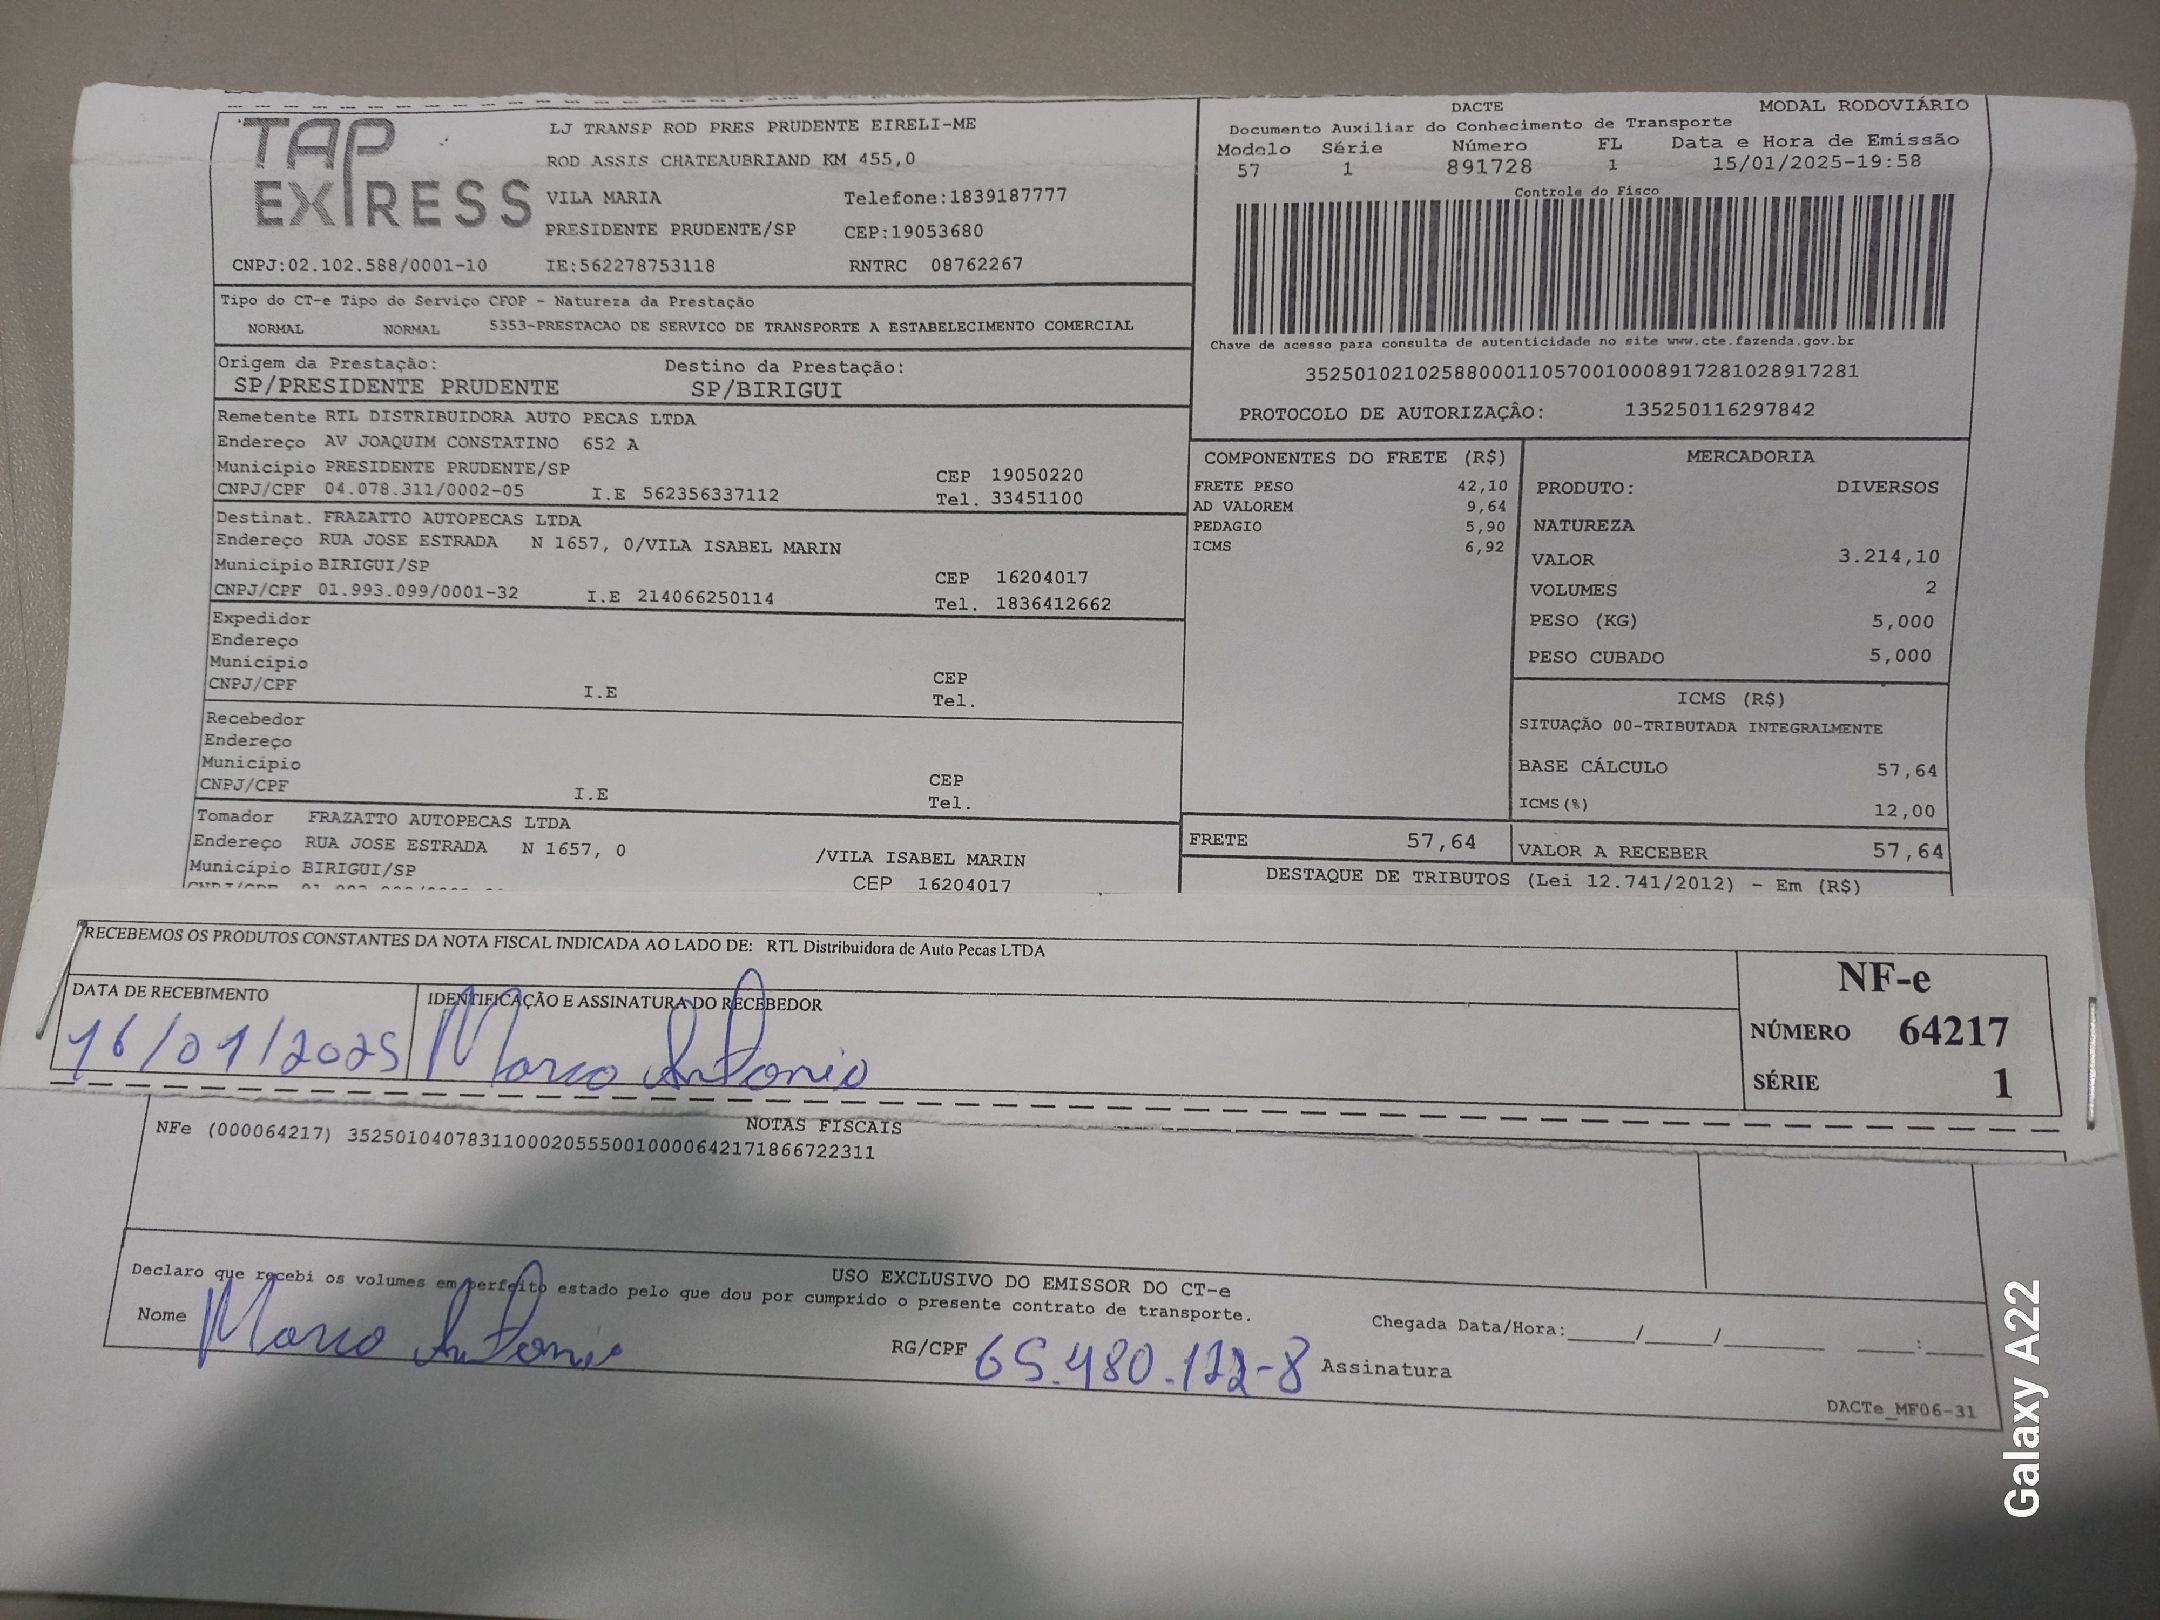 TAP EXPRESS
LJ TRANSP ROD PRES PRUDENTE EIRELI-ME
ROD ASSIS CHATEAUBRIAND KM 455,0
VILA MARIA Telefone:1839187777
PRESIDENTE PRUDENTE/SP CEP:19053680
CNPJ:02.102.588/0001-10 IE:562278753118 RNTRC 08762267
DACTE MODAL RODOVIÁRIO
Documento Auxiliar do Conhecimento de Transporte
Modelo Série Número FL Data e Hora de Emissão
57 1 891728 1 15/01/2025-19:58
Controle do Fisco
Chave de acesso para consulta de autenticidade no site www.cte.fazenda.gov.br
35250102102588000110570010008917281028917281
PROTOCOLO DE AUTORIZAÇÃO: 135250116297842
Tipo do CT-e Tipo do Serviço CFOP - Natureza da Prestação
NORMAL NORMAL 5353-PRESTACAO DE SERVICO DE TRANSPORTE A ESTABELECIMENTO COMERCIAL
Origem da Prestação: Destino da Prestação:
SP/PRESIDENTE PRUDENTE SP/BIRIGUI
Remetente RTL DISTRIBUIDORA AUTO PECAS LTDA
Endereço AV JOAQUIM CONSTATINO 652 A
Município PRESIDENTE PRUDENTE/SP CEP 19050220
CNPJ/CPF 04.078.311/0002-05 I.E 562356337112 Tel. 33451100
Destinat. FRAZATTO AUTOPECAS LTDA
Endereço RUA JOSE ESTRADA N 1657, 0/VILA ISABEL MARIN
Município BIRIGUI/SP CEP 16204017
CNPJ/CPF 01.993.099/0001-32 I.E 214066250114 Tel. 1836412662
Expedidor
Endereço
Município CEP
CNPJ/CPF I.E Tel.
Recebedor
Endereço
Município CEP
CNPJ/CPF I.E Tel.
Tomador FRAZATTO AUTOPECAS LTDA
Endereço RUA JOSE ESTRADA N 1657, 0 /VILA ISABEL MARIN
Município BIRIGUI/SP CEP 16204017
COMPONENTES DO FRETE (R$)
FRETE PESO 42,10
AD VALOREM 9,64
PEDAGIO 5,90
ICMS 6,92
FRETE 57,64
MERCADORIA
PRODUTO: DIVERSOS
NATUREZA
VALOR 3.214,10
VOLUMES 2
PESO (KG) 5,000
PESO CUBADO 5,000
ICMS (R$)
SITUAÇÃO 00-TRIBUTADA INTEGRALMENTE
BASE CÁLCULO 57,64
ICMS(%) 12,00
VALOR A RECEBER 57,64
DESTAQUE DE TRIBUTOS (Lei 12.741/2012) - Em (R$)
RECEBEMOS OS PRODUTOS CONSTANTES DA NOTA FISCAL INDICADA AO LADO DE: RTL Distribuidora de Auto Pecas LTDA
DATA DE RECEBIMENTO IDENTIFICAÇÃO E ASSINATURA DO RECEBEDOR
16/01/2025 Marco Antonio
NF-e
NÚMERO 64217
SÉRIE 1
NOTAS FISCAIS
NFe (000064217) 35250104078311000205550010000642171866722311
USO EXCLUSIVO DO EMISSOR DO CT-e
Declaro que recebi os volumes em perfeito estado pelo que dou por cumprido o presente contrato de transporte.
Nome Marco Antonio RG/CPF 65.480.122-8 Assinatura
Chegada Data/Hora:____/____/______ ___:___
DACTe_MF06-31
Galaxy A22